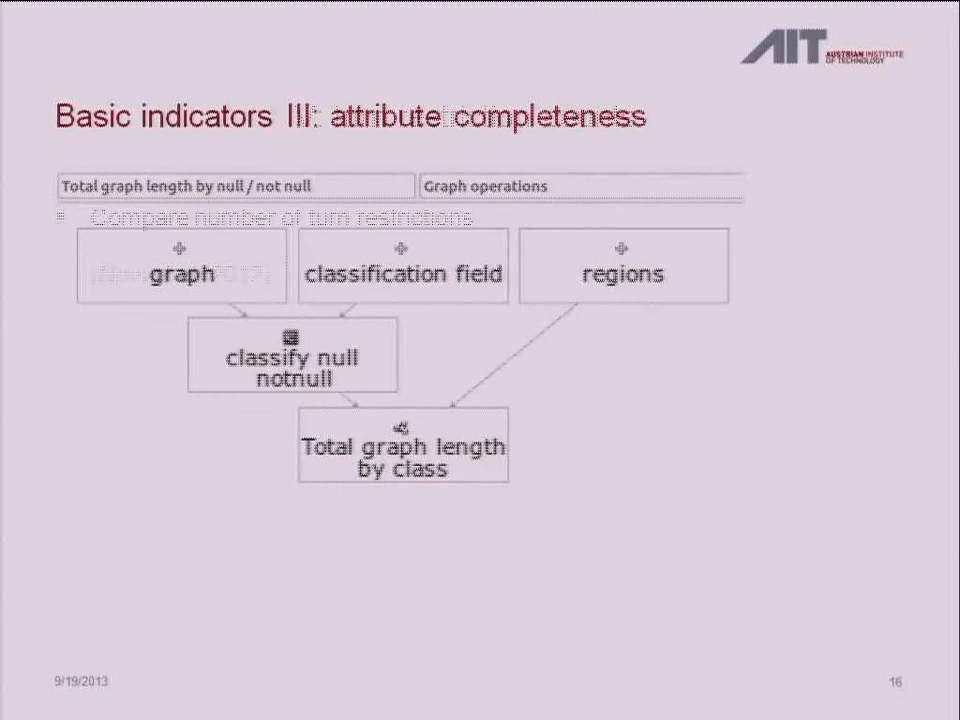 AIT AUSTRIAN INSTITUTE
OF TECHNOLOGY
Basic indicators III: attribute completeness
Total graph length by null / not null
Graph operations
Compare number of turn restrictions
graph
classification field
regions
classify null
notnull
Total graph length
by class
9/19/2013
16